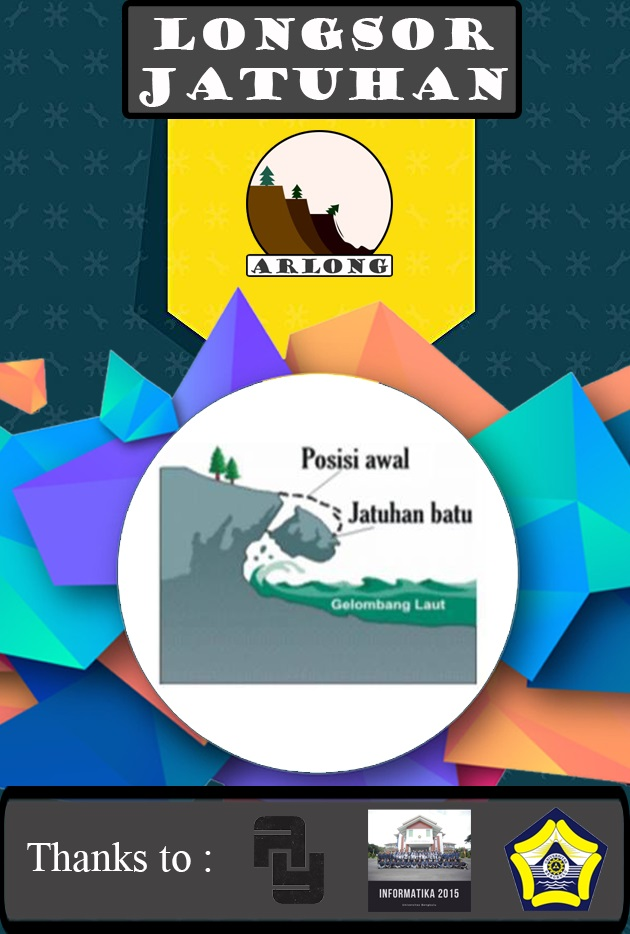 LONGSOR
JATUHAN
ARLONG
Posisi awal
Jatuhan batu
Gelombang Laut
Thanks to :
INFORMATIKA 2015